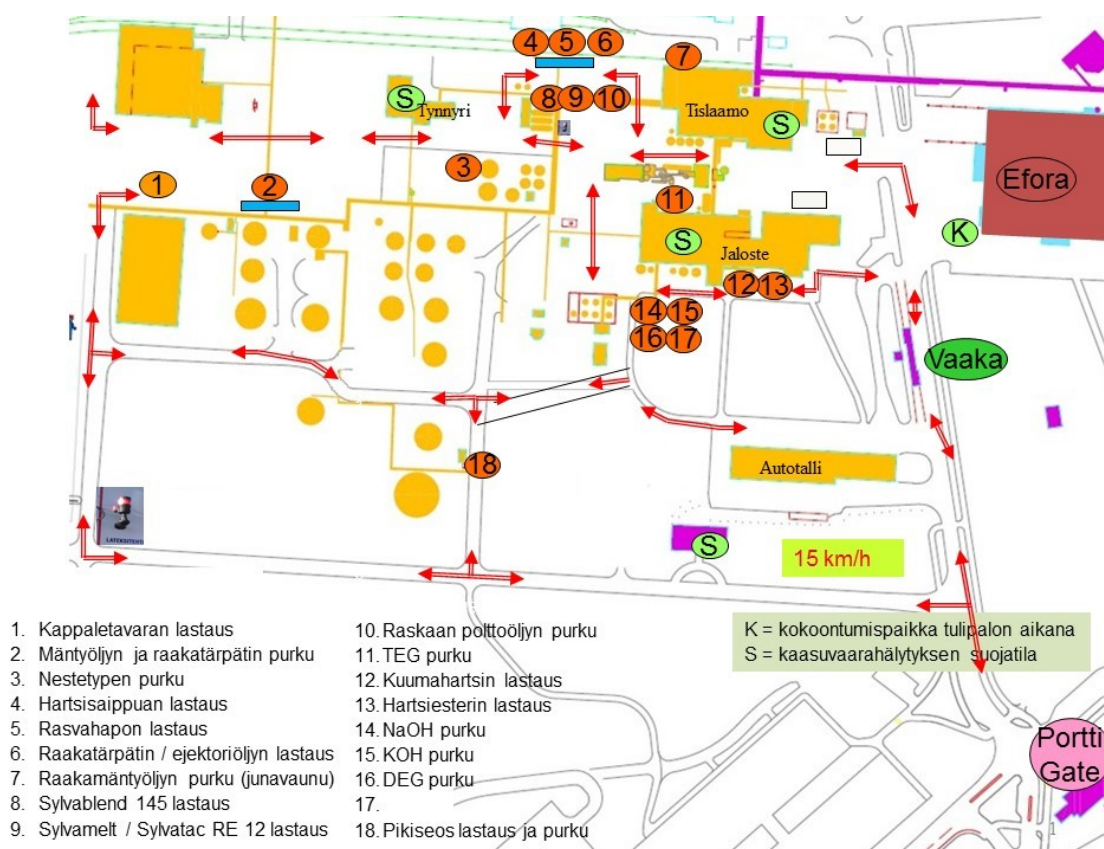 4 5 6
7
S
Tynnyri
8 9 10
Tislaamo
S
Efora
3
1
2
11
K
S
Jaloste
12 13
14 15
16 17
Vaaka
18
Autotalli
LATEKSITEHD
S
15 km/h
1. Kappaletavaran lastaus
2. Mäntyöljyn ja raakatärpätin purku
3. Nestetypen purku
4. Hartsisaippuan lastaus
5. Rasvahapon lastaus
6. Raakatärpätin / ejektoriöljyn lastaus
7. Raakamäntyöljyn purku (junavaunu)
8. Sylvablend 145 lastaus
9. Sylvamelt / Sylvatac RE 12 lastaus
10. Raskaan polttoöljyn purku
11. TEG purku
12. Kuumahartsin lastaus
13. Hartsiesterin lastaus
14. NaOH purku
15. KOH purku
16. DEG purku
17.
18. Pikiseos lastaus ja purku
K = kokoontumispaikka tulipalon aikana
S = kaasuvaarahälytyksen suojatila
Portti
Gate
1